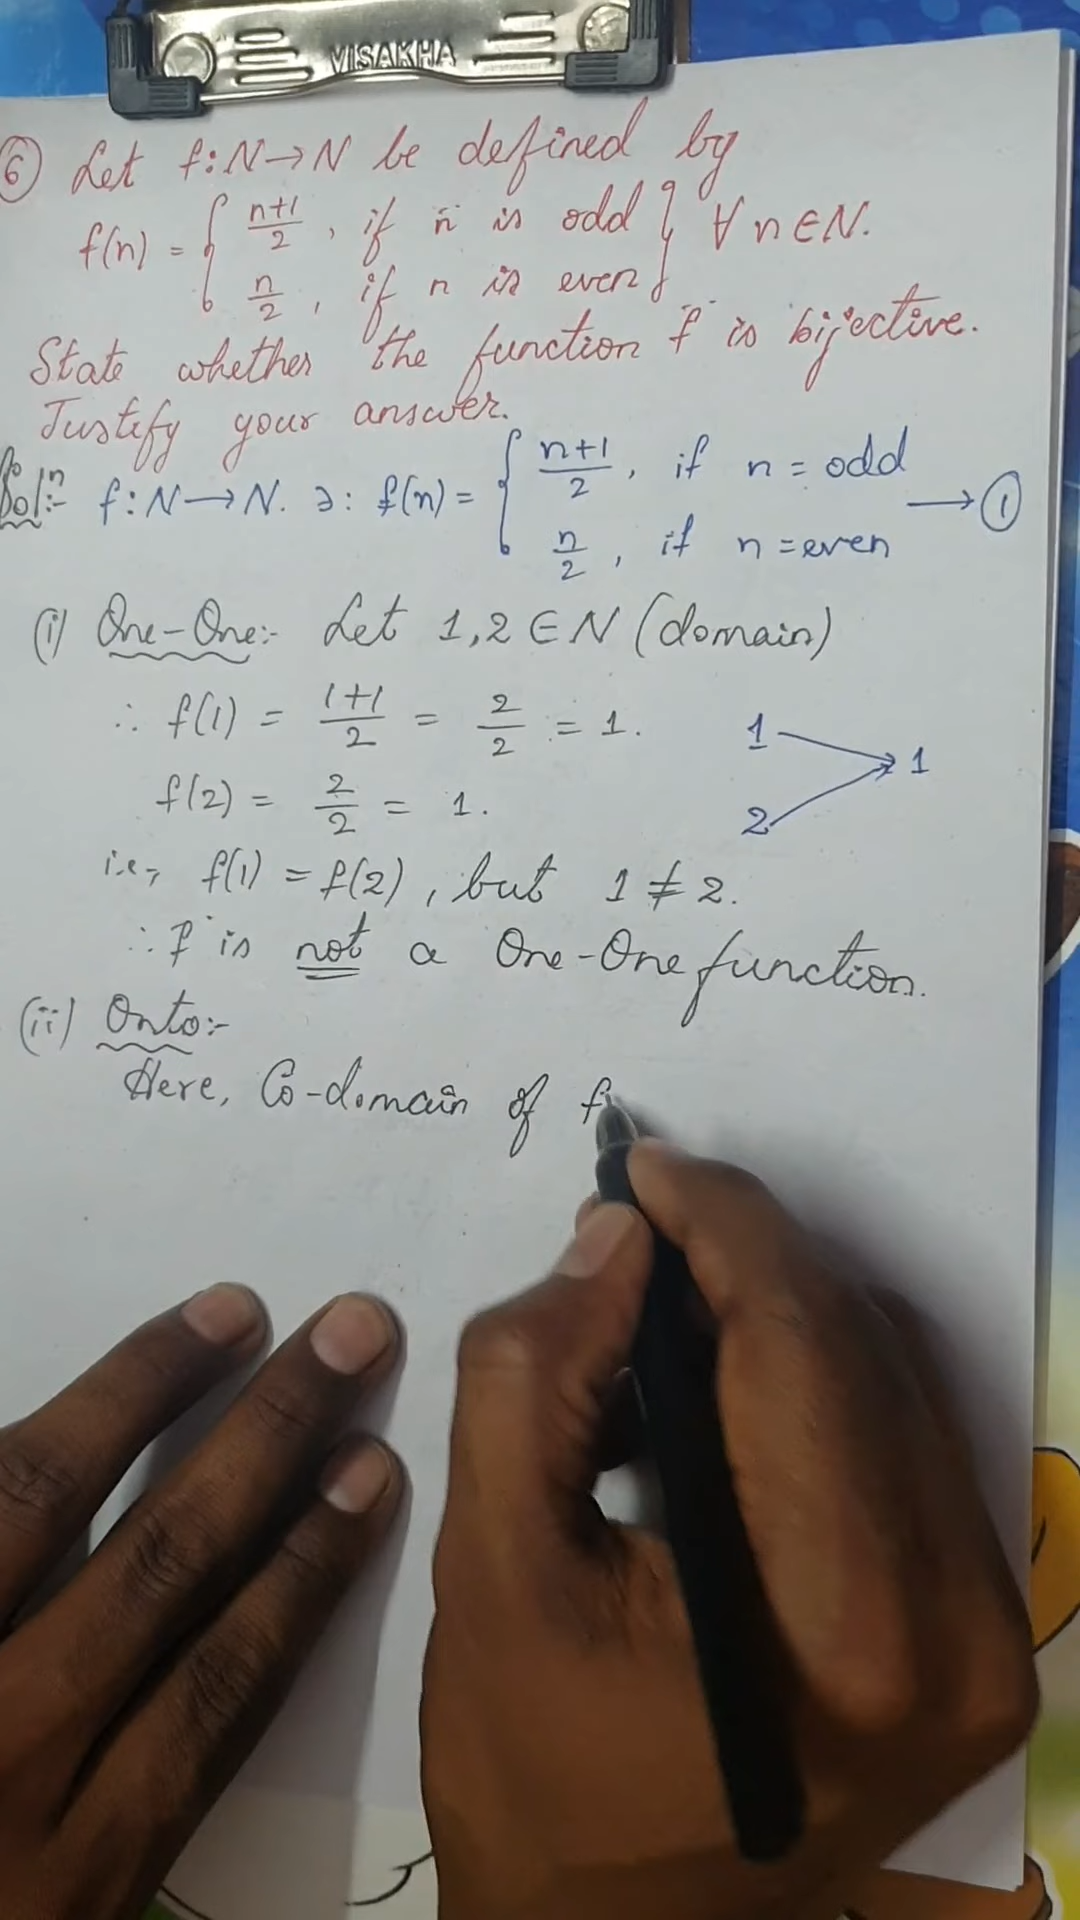 VISAKHA
⑥ Let f:N→N be defined by
f(n) = { n+1/2 , if n is odd
n/2 , if n is even } ∀ n∈N.
State whether the function f is bijective.
Justify your answer.
Solⁿ:- f:N→N. ∋: f(n) = { n+1/2 , if n = odd
n/2 , if n = even → ①
(i) One-One:- Let 1,2 ∈ N (domain)
∴ f(1) = 1+1/2 = 2/2 = 1.
f(2) = 2/2 = 1.
1 → 1
2
i.e., f(1) = f(2), but 1 ≠ 2.
∴ f is not a One-One function.
(ii) Onto:-
Here, Co-domain of f